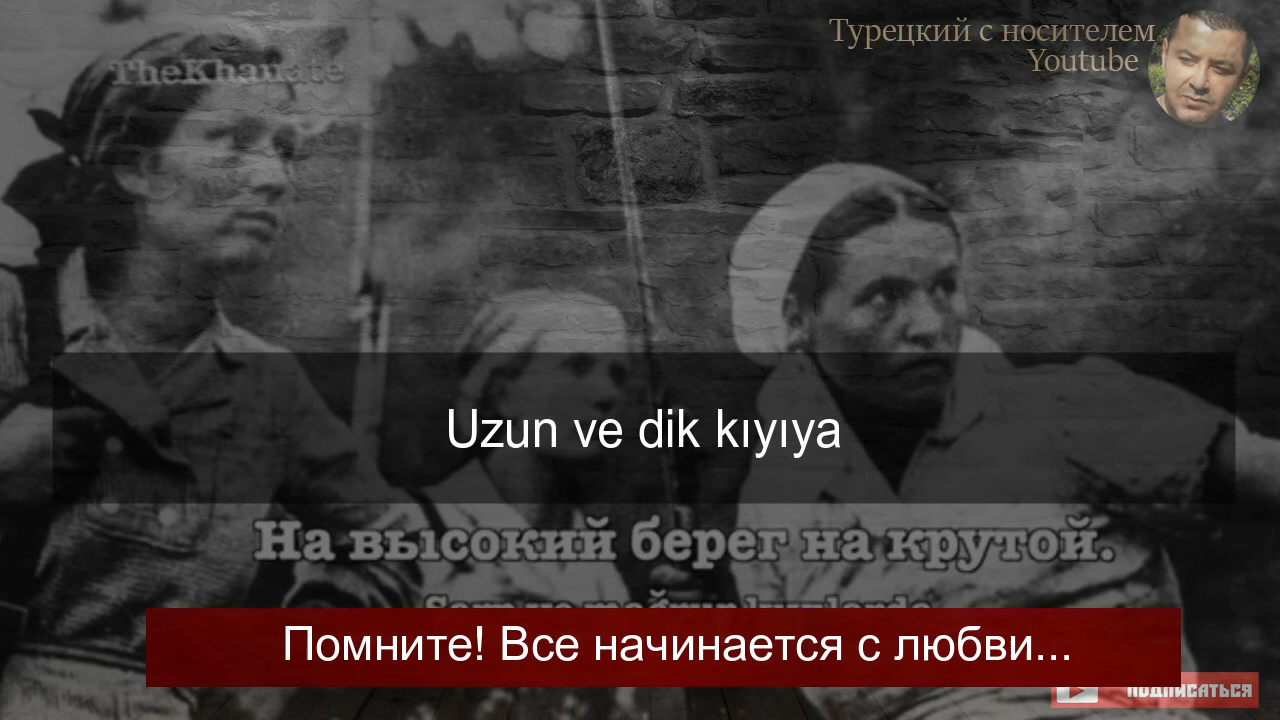 Турецкий с носителем
Youtube
TheKhanate
Uzun ve dik kıyıya
На высокий берег на крутой.
Помните! Все начинается с любви...
ПОДПИСАТЬСЯ